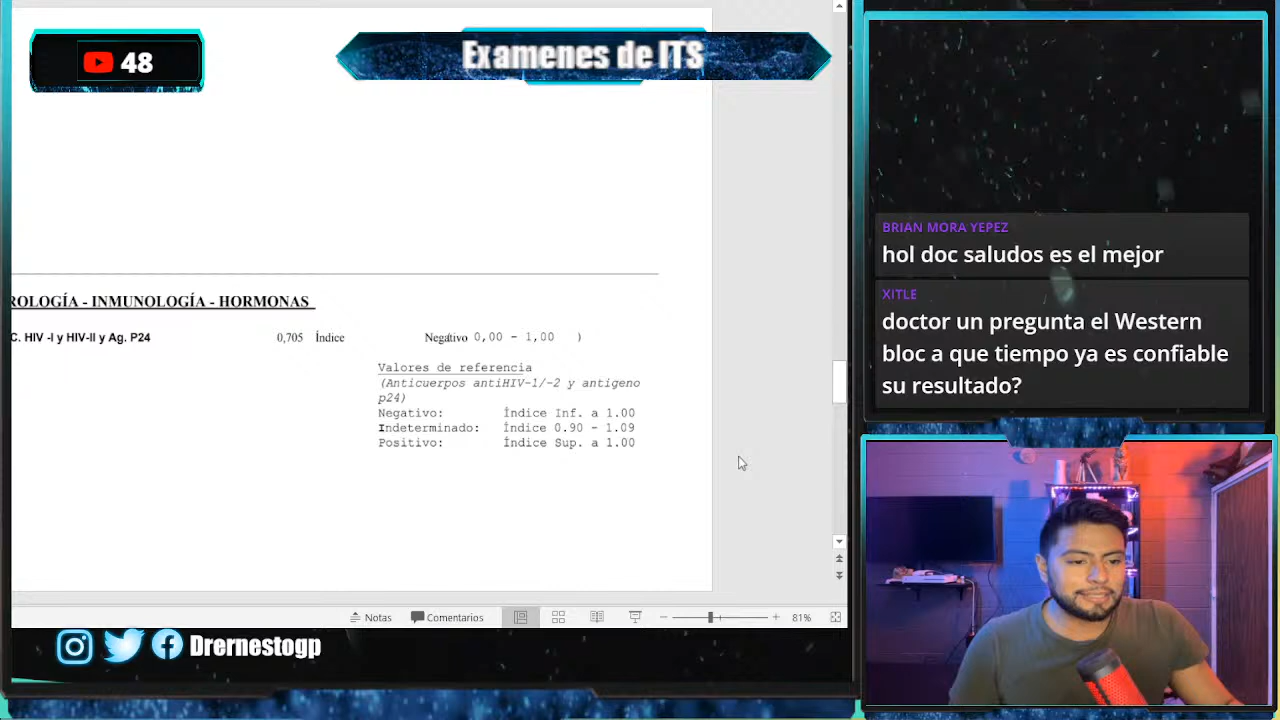 48
Examenes de ITS
ROLOGÍA - INMUNOLOGÍA - HORMONAS
C. HIV -I y HIV-II y Ag. P24 0,705 Índice Negativo 0,00 - 1,00 )
Valores de referencia
(Anticuerpos antiHIV-1/-2 y antigeno
p24)
Negativo: Índice Inf. a 1.00
Indeterminado: Índice 0.90 - 1.09
Positivo: Índice Sup. a 1.00
Notas Comentarios 81%
Drernestogp
BRIAN MORA YEPEZ
hol doc saludos es el mejor
XITLE
doctor un pregunta el Western
bloc a que tiempo ya es confiable
su resultado?